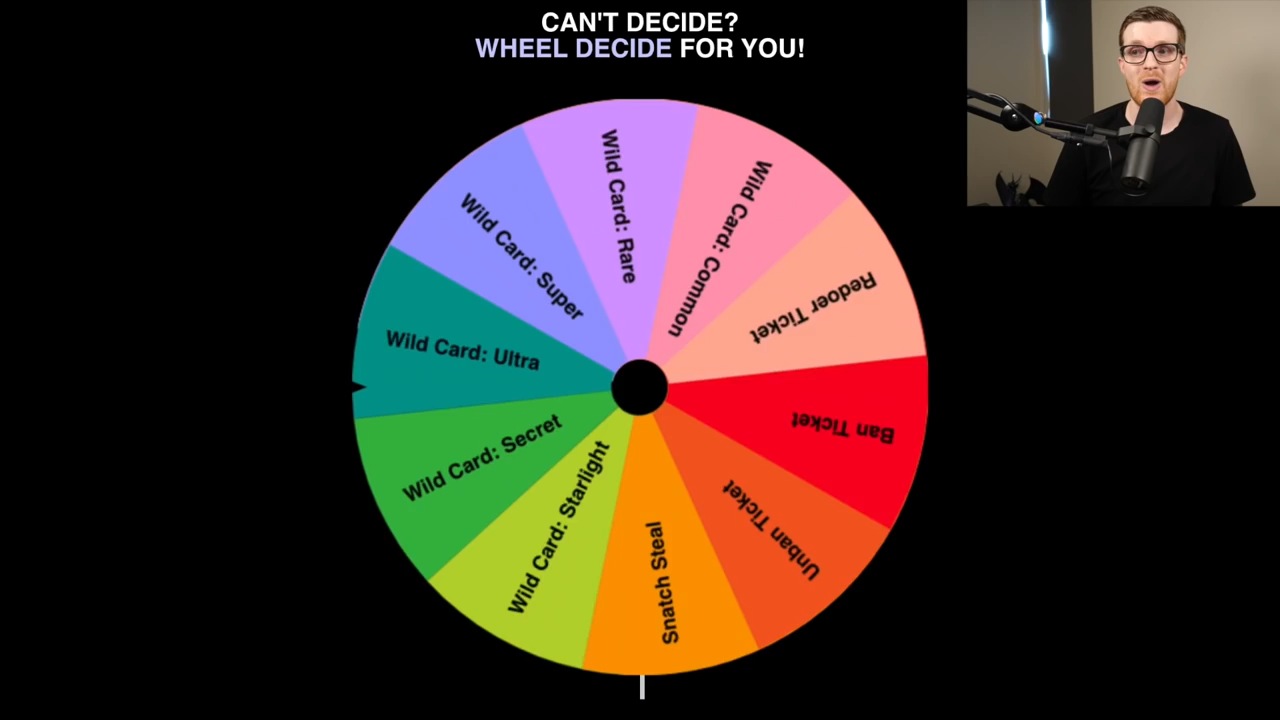 CAN'T DECIDE?
WHEEL DECIDE FOR YOU!
Wild Card: Rare
Wild Card: Common
Redoer Ticket
Ban Ticket
Unban Ticket
Snatch Steal
Wild Card: Starlight
Wild Card: Secret
Wild Card: Ultra
Wild Card: Super